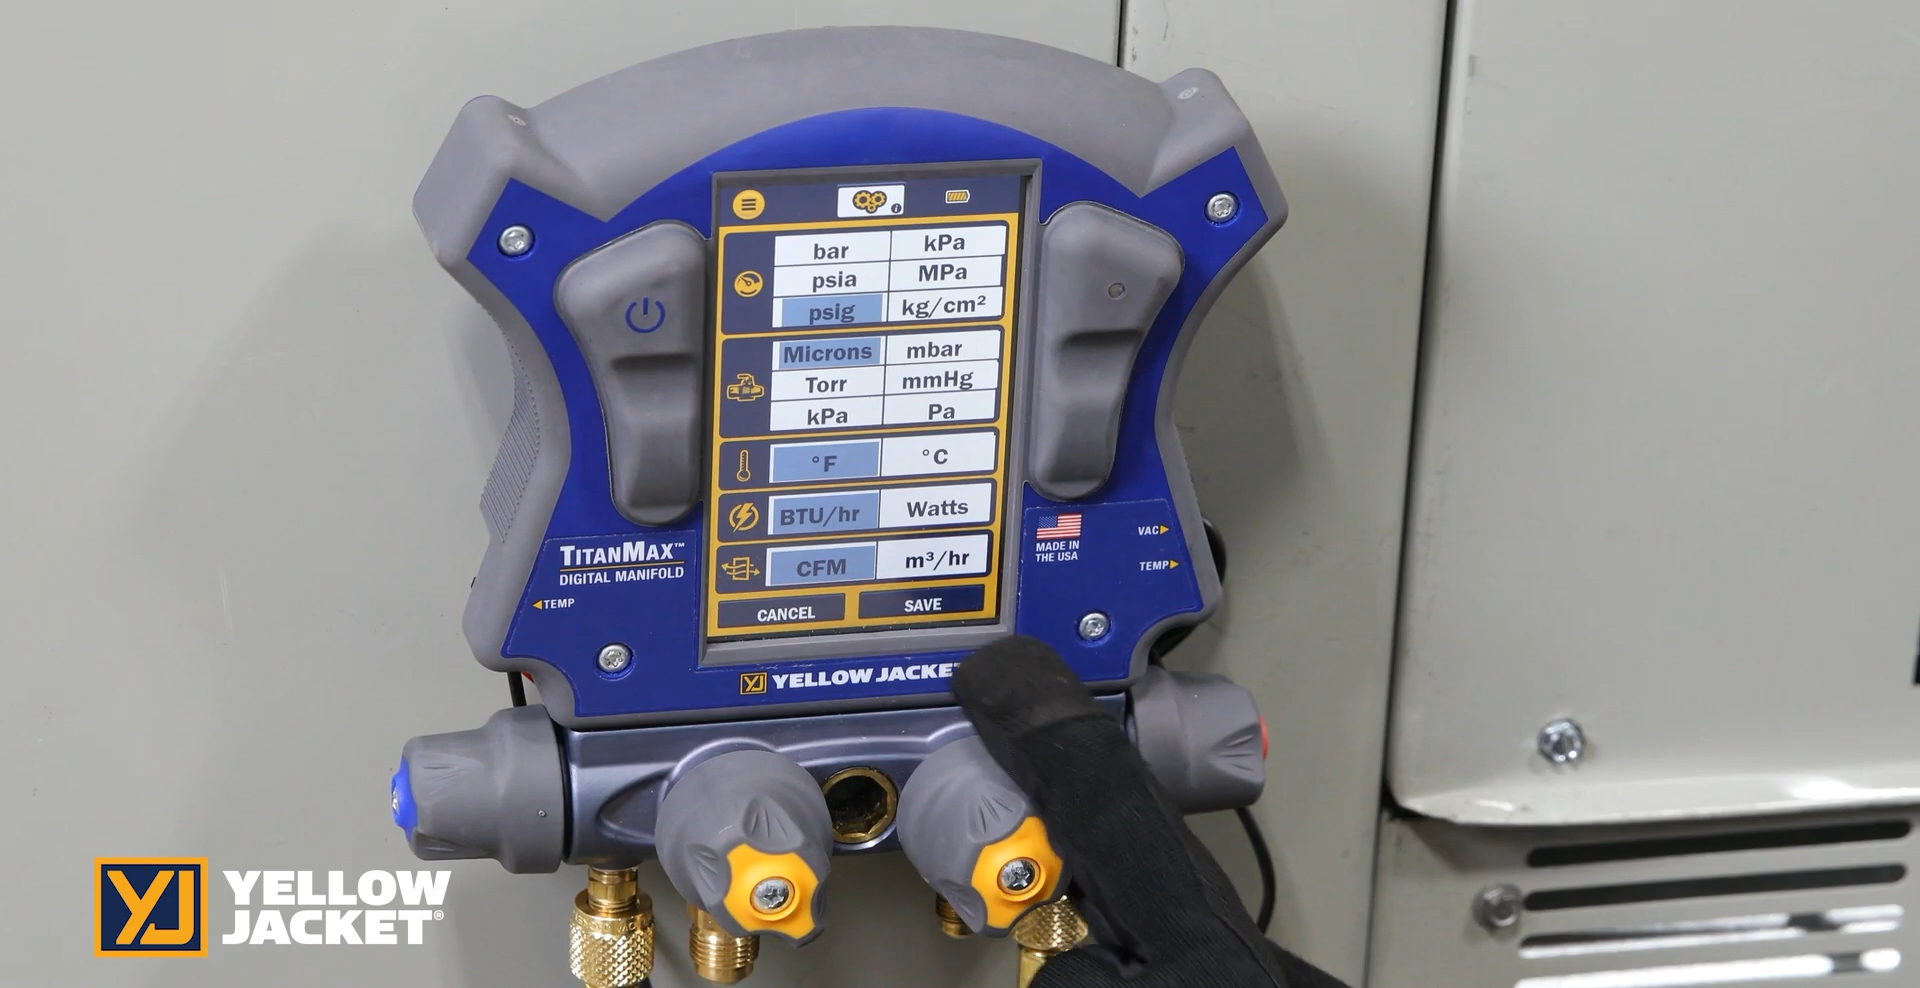 bar kPa
psia MPa
psig kg/cm²
Microns mbar
Torr mmHg
kPa Pa
°F °C
BTU/hr Watts
CFM m³/hr
CANCEL SAVE
TITANMAX™
DIGITAL MANIFOLD
◀TEMP
MADE IN
THE USA
VAC▶
TEMP▶
YJ YELLOW JACKET
YJ YELLOW
JACKET®